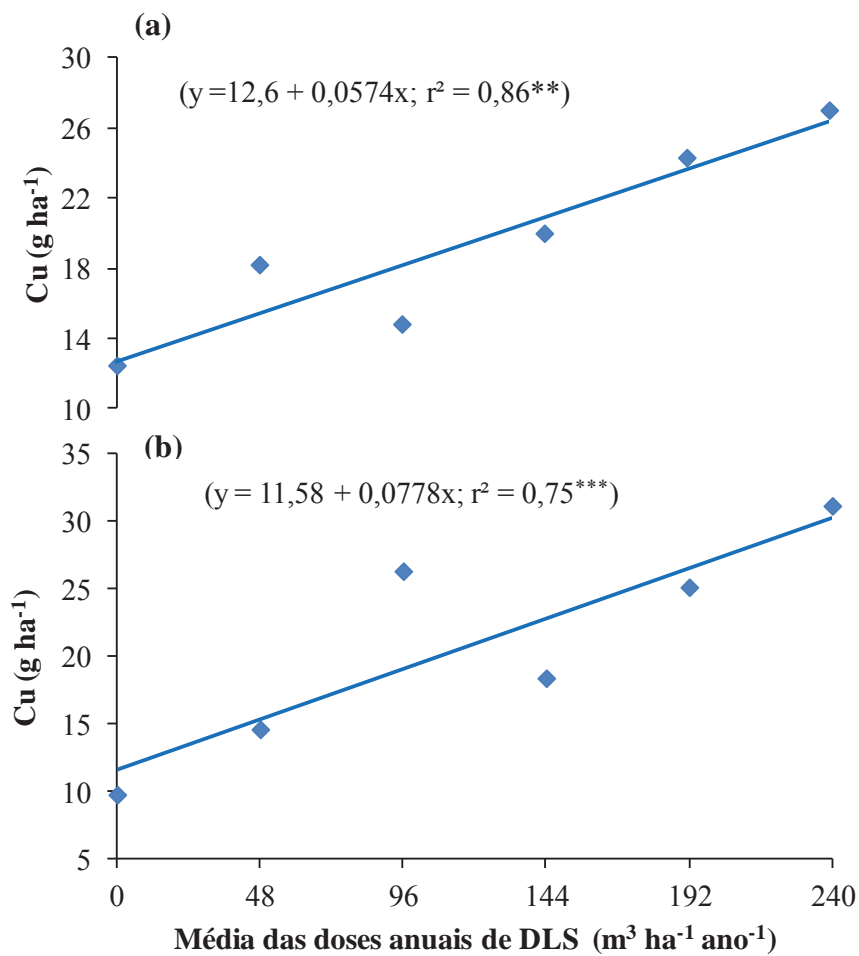 (a)
30
(y =12,6 + 0,0574x; r² = 0,86**)
26
22
18
14
10
Cu (g ha⁻¹)
(b)
35
(y = 11,58 + 0,0778x; r² = 0,75***)
30
25
20
15
10
5
Cu (g ha⁻¹)
0 48 96 144 192 240
Média das doses anuais de DLS (m³ ha⁻¹ ano⁻¹)